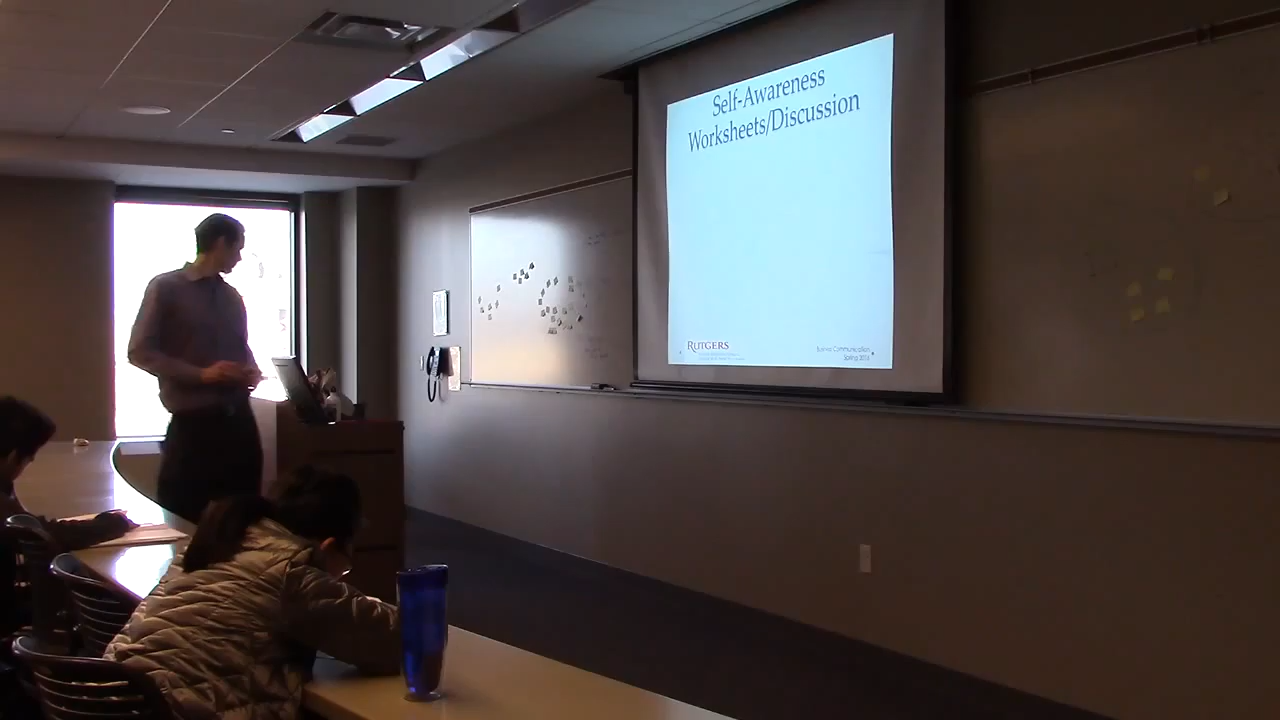 Self-Awareness
Worksheets/Discussion
RUTGERS
Business Communication
Spring 2016